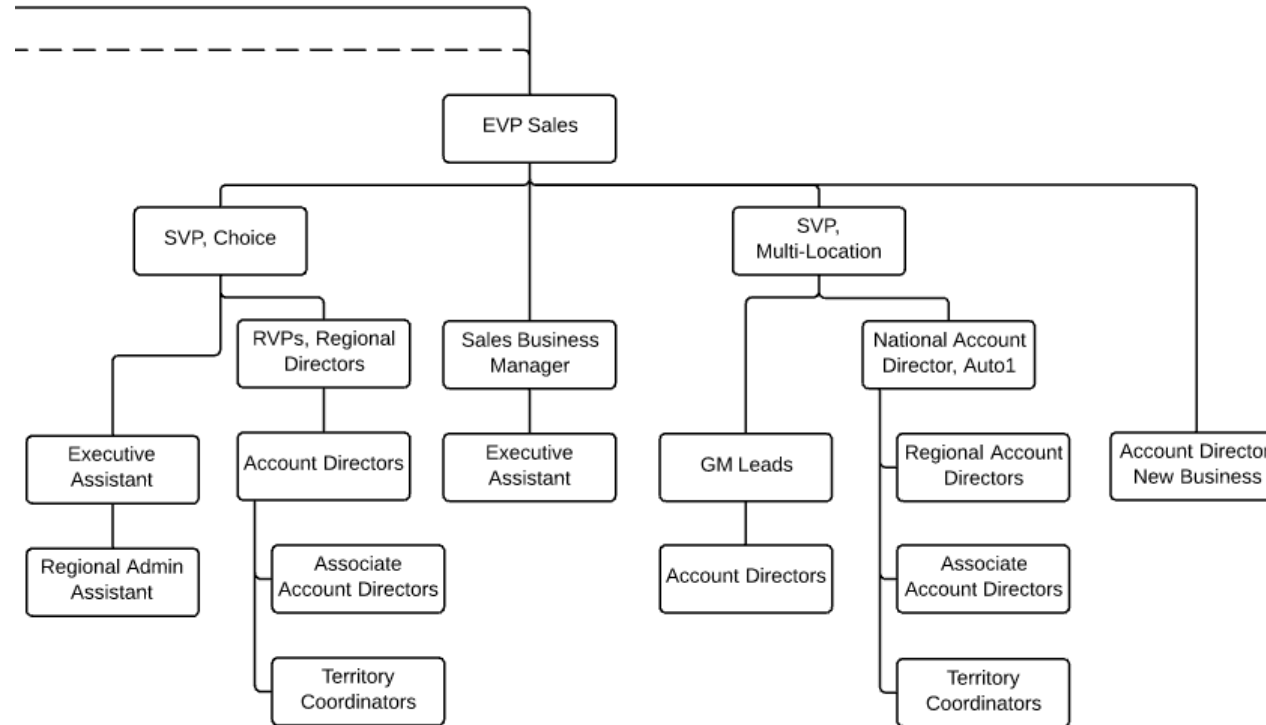 EVP Sales
SVP, Choice
SVP,
Multi-Location
RVPs, Regional
Directors
Sales Business
Manager
National Account
Director, Auto1
Executive
Assistant
Account Directors
Executive
Assistant
GM Leads
Regional Account
Directors
Account Director
New Business
Regional Admin
Assistant
Associate
Account Directors
Account Directors
Associate
Account Directors
Territory
Coordinators
Territory
Coordinators